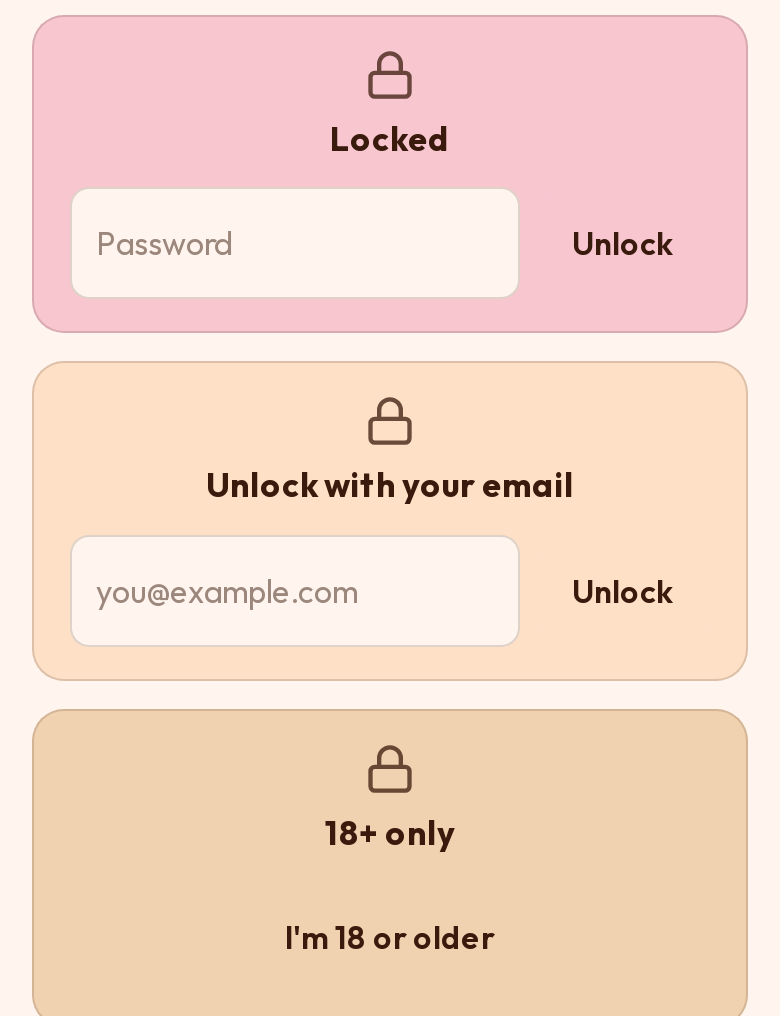 Locked
Password
Unlock
Unlock with your email
you@example.com
Unlock
18+ only
I'm 18 or older